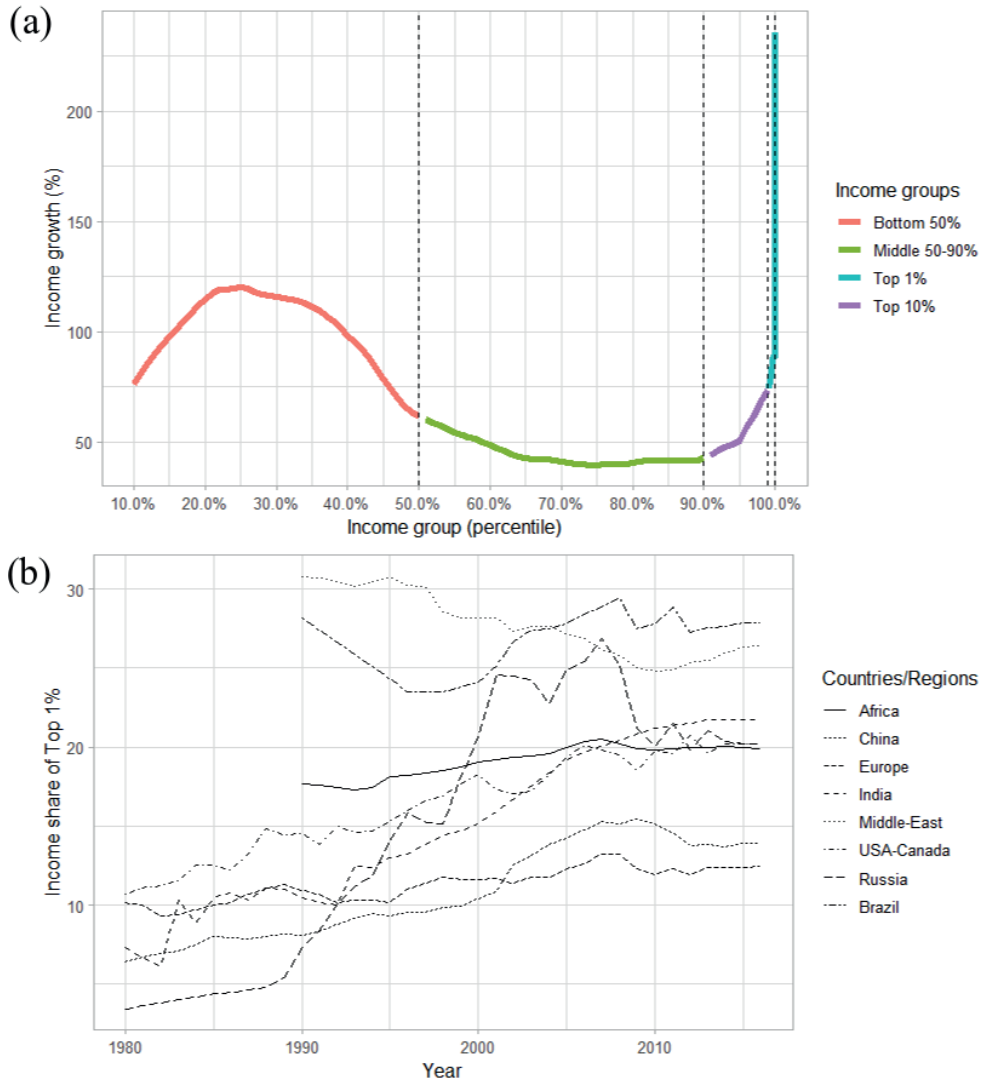 (a)
200
150
100
50
Income growth (%)
10.0% 20.0% 30.0% 40.0% 50.0% 60.0% 70.0% 80.0% 90.0% 100.0%
Income group (percentile)
Income groups
Bottom 50%
Middle 50-90%
Top 1%
Top 10%
(b)
30
20
10
Income share of Top 1%
1980 1990 2000 2010
Year
Countries/Regions
Africa
China
Europe
India
Middle-East
USA-Canada
Russia
Brazil